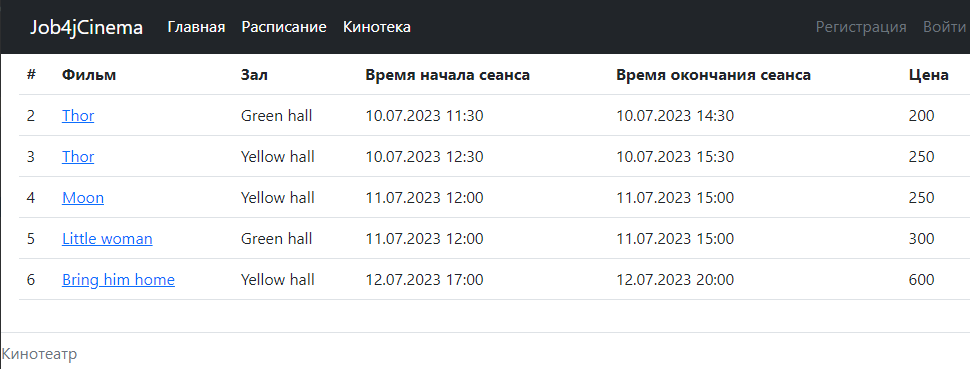 Job4jCinema Главная Расписание Кинотека Регистрация Войти
# Фильм Зал Время начала сеанса Время окончания сеанса Цена
2 Thor Green hall 10.07.2023 11:30 10.07.2023 14:30 200
3 Thor Yellow hall 10.07.2023 12:30 10.07.2023 15:30 250
4 Moon Yellow hall 11.07.2023 12:00 11.07.2023 15:00 250
5 Little woman Green hall 11.07.2023 12:00 11.07.2023 15:00 300
6 Bring him home Yellow hall 12.07.2023 17:00 12.07.2023 20:00 600
Кинотеатр